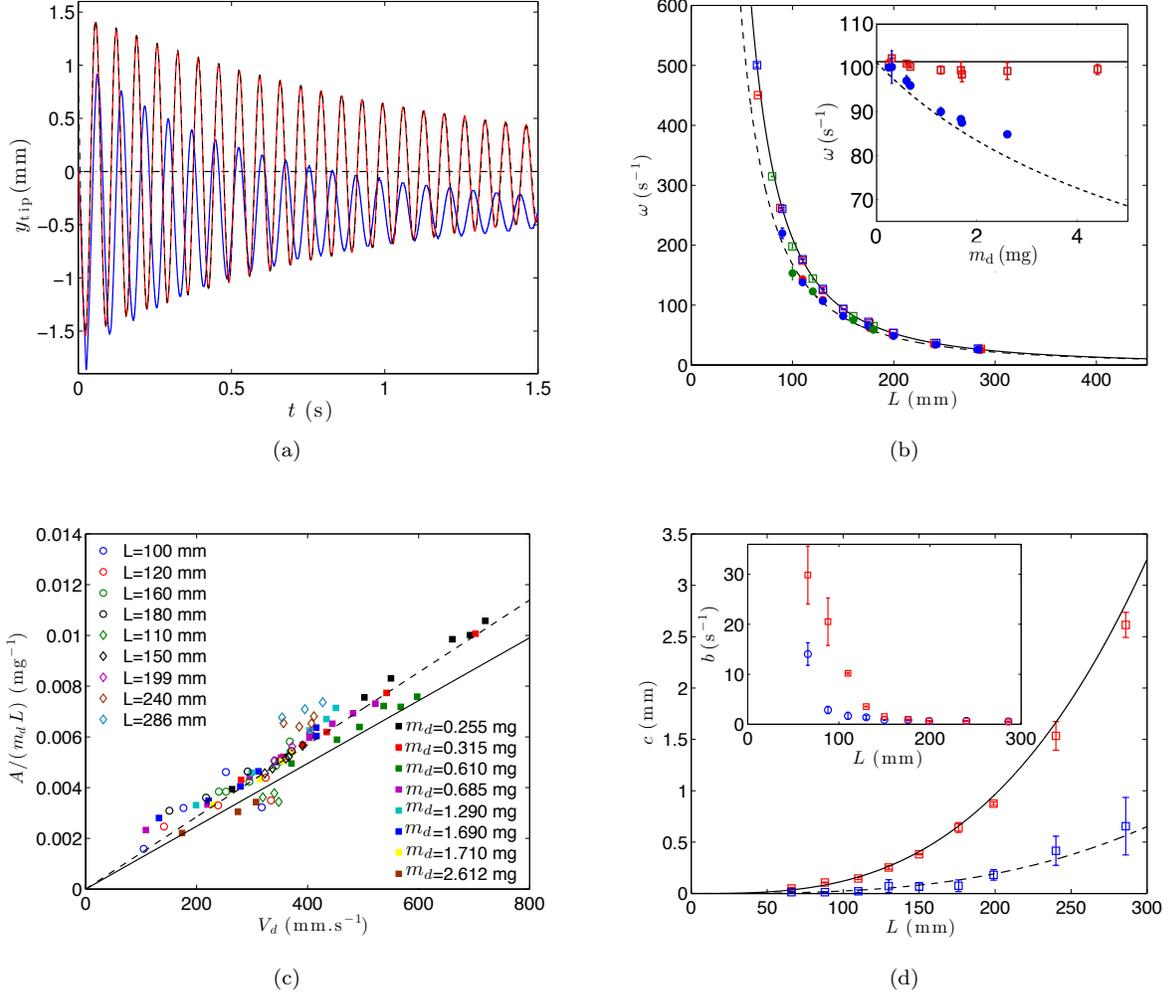 1.5
1
0.5
0
−0.5
−1
−1.5
y_tip (mm)
0
0.5
1
1.5
t (s)
(a)
600
500
400
300
200
100
0
ω (s⁻¹)
0
100
200
300
400
L (mm)
110
100
90
80
70
ω (s⁻¹)
0
2
4
m_d (mg)
(b)
0.014
0.012
0.01
0.008
0.006
0.004
0.002
0
A/(m_d L) (mg⁻¹)
L=100 mm
L=120 mm
L=160 mm
L=180 mm
L=110 mm
L=150 mm
L=199 mm
L=240 mm
L=286 mm
m_d=0.255 mg
m_d=0.315 mg
m_d=0.610 mg
m_d=0.685 mg
m_d=1.290 mg
m_d=1.690 mg
m_d=1.710 mg
m_d=2.612 mg
0
200
400
600
800
V_d (mm.s⁻¹)
(c)
3.5
3
2.5
2
1.5
1
0.5
0
c (mm)
30
20
10
0
b (s⁻¹)
0
100
200
300
L (mm)
0
50
100
150
200
250
300
L (mm)
(d)